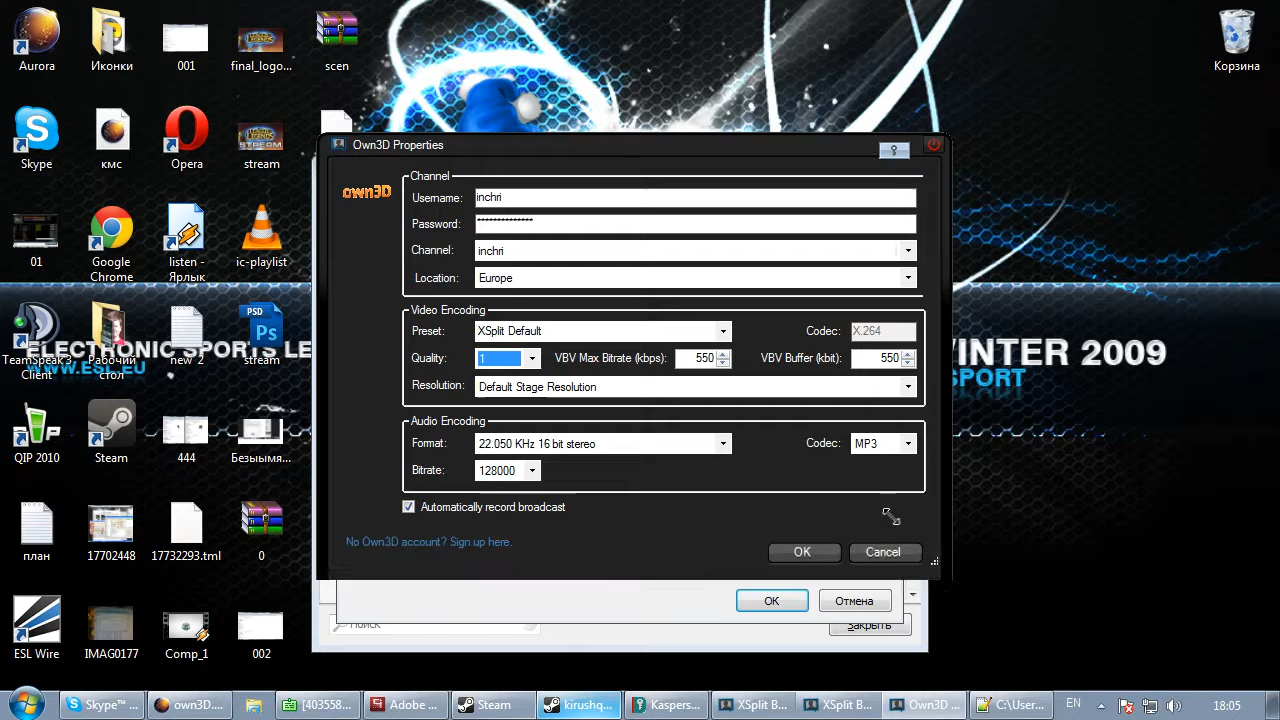 Aurora
Иконки
001
final_logo...
scen
Корзина
Skype
кмс
Opera
stream
01
Google
Chrome
listen -
Ярлык
ic-playlist
TeamSpeak 3
Client
Рабочий
стол
new_2
stream
ELECTRONIC SPORTS LE
WWW.ESL.EU
WINTER 2009
SPORT
QIP 2010
Steam
444
Безымя...
план
17702448
17732293.tml
0
ESL Wire
IMAG0177
Comp_1
002
Own3D Properties
own3D
Channel
Username: inchri
Password: **************
Channel: inchri
Location: Europe
Video Encoding
Preset: XSplit Default Codec: X.264
Quality: 1 VBV Max Bitrate (kbps): 550 VBV Buffer (kbit): 550
Resolution: Default Stage Resolution
Audio Encoding
Format: 22.050 KHz 16 bit stereo Codec: MP3
Bitrate: 128000
Automatically record broadcast
No Own3D account? Sign up here.
OK Cancel
OK Отмена
Поиск Закрыть
Skype™ ... own3D.... [403558... Adobe ... Steam kirushq... Kaspers... XSplit B... XSplit B... Own3D ... C:\User... EN 18:05